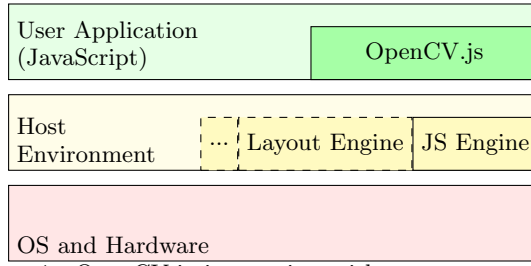 User Application
(JavaScript)
OpenCV.js
Host
Environment
... Layout Engine JS Engine
OS and Hardware